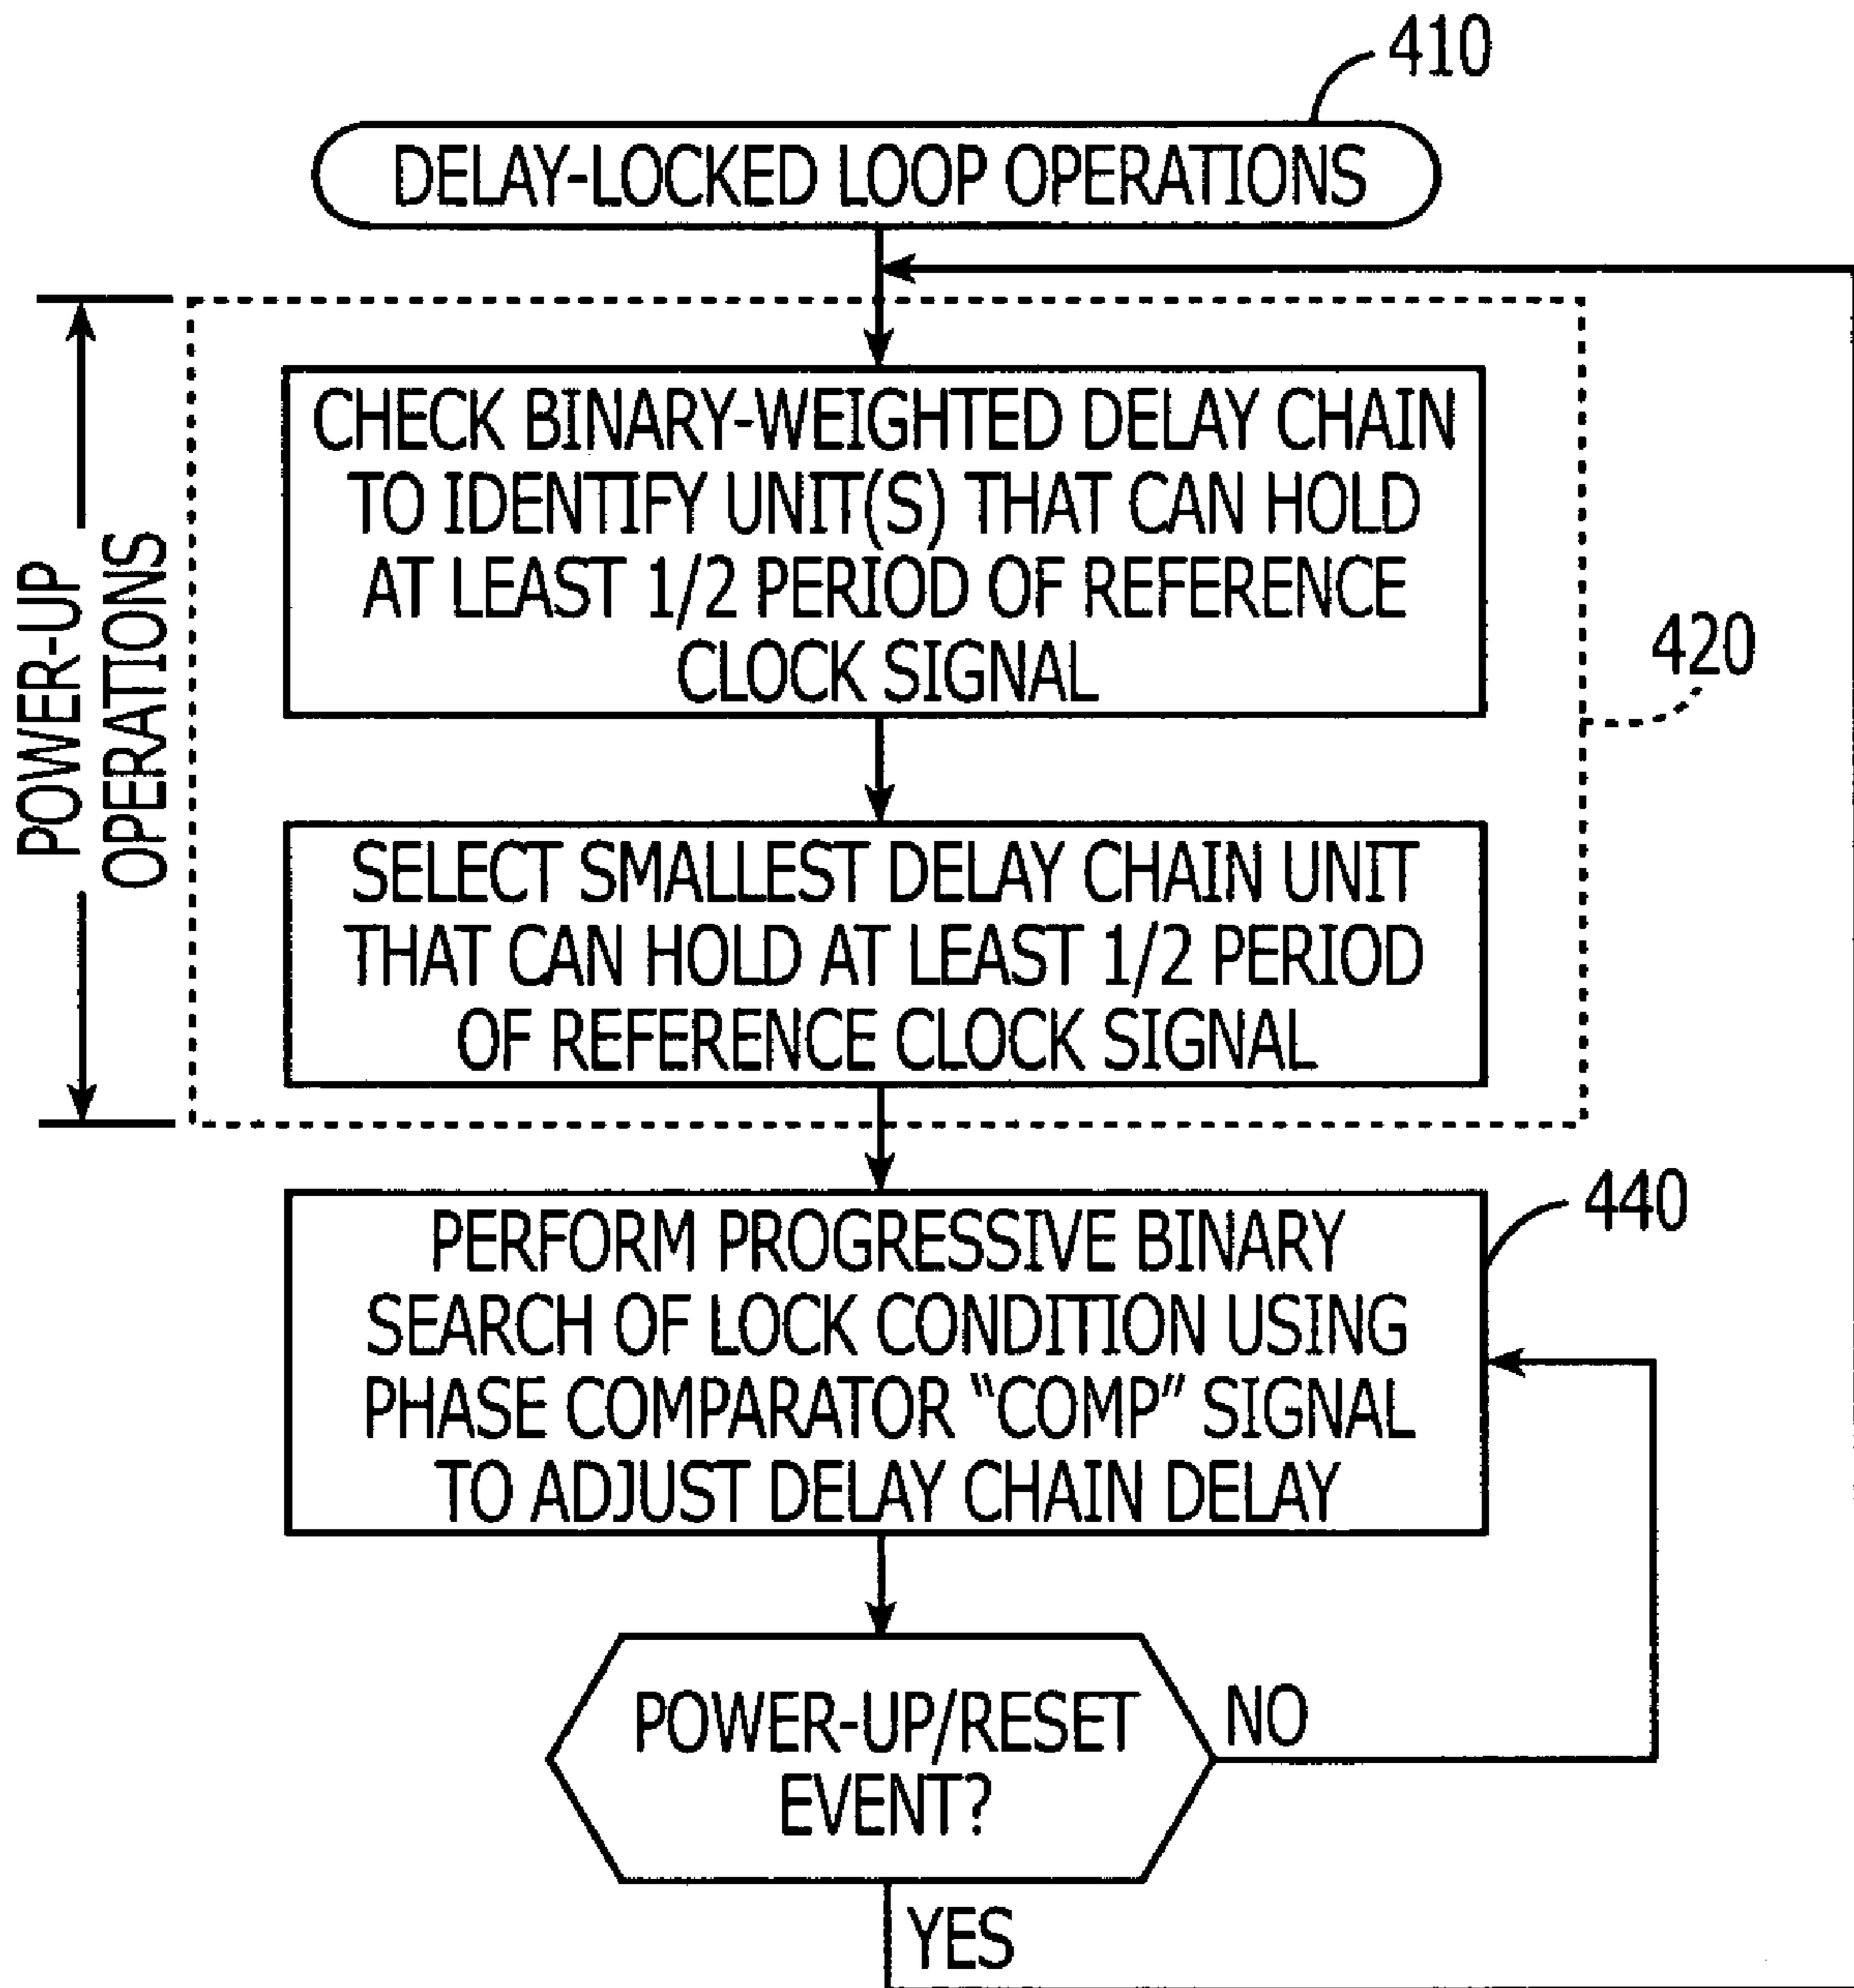 410
DELAY-LOCKED LOOP OPERATIONS
POWER-UP
OPERATIONS
CHECK BINARY-WEIGHTED DELAY CHAIN
TO IDENTIFY UNIT(S) THAT CAN HOLD
AT LEAST 1/2 PERIOD OF REFERENCE
CLOCK SIGNAL
420
SELECT SMALLEST DELAY CHAIN UNIT
THAT CAN HOLD AT LEAST 1/2 PERIOD
OF REFERENCE CLOCK SIGNAL
440
PERFORM PROGRESSIVE BINARY
SEARCH OF LOCK CONDITION USING
PHASE COMPARATOR “COMP” SIGNAL
TO ADJUST DELAY CHAIN DELAY
POWER-UP/RESET
EVENT?
NO
YES